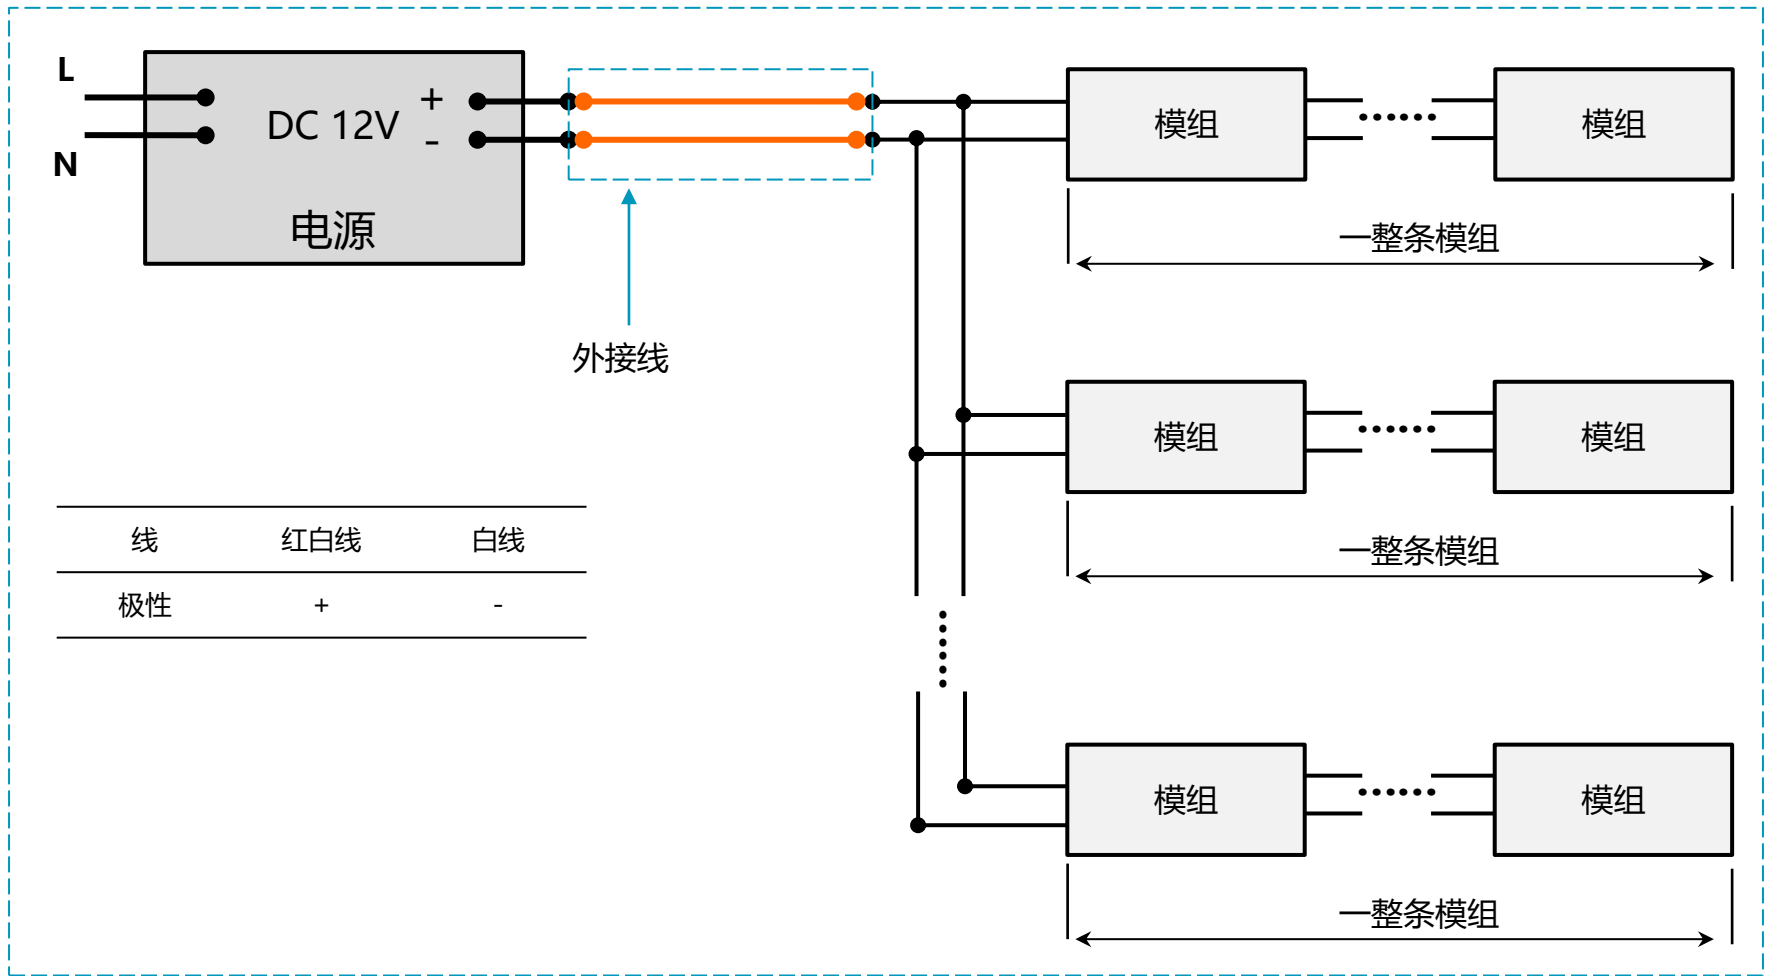 L
N
DC 12V
+
-
电源
外接线
模组
模组
一整条模组
模组
模组
一整条模组
线 红白线 白线
极性 + -
模组
模组
一整条模组